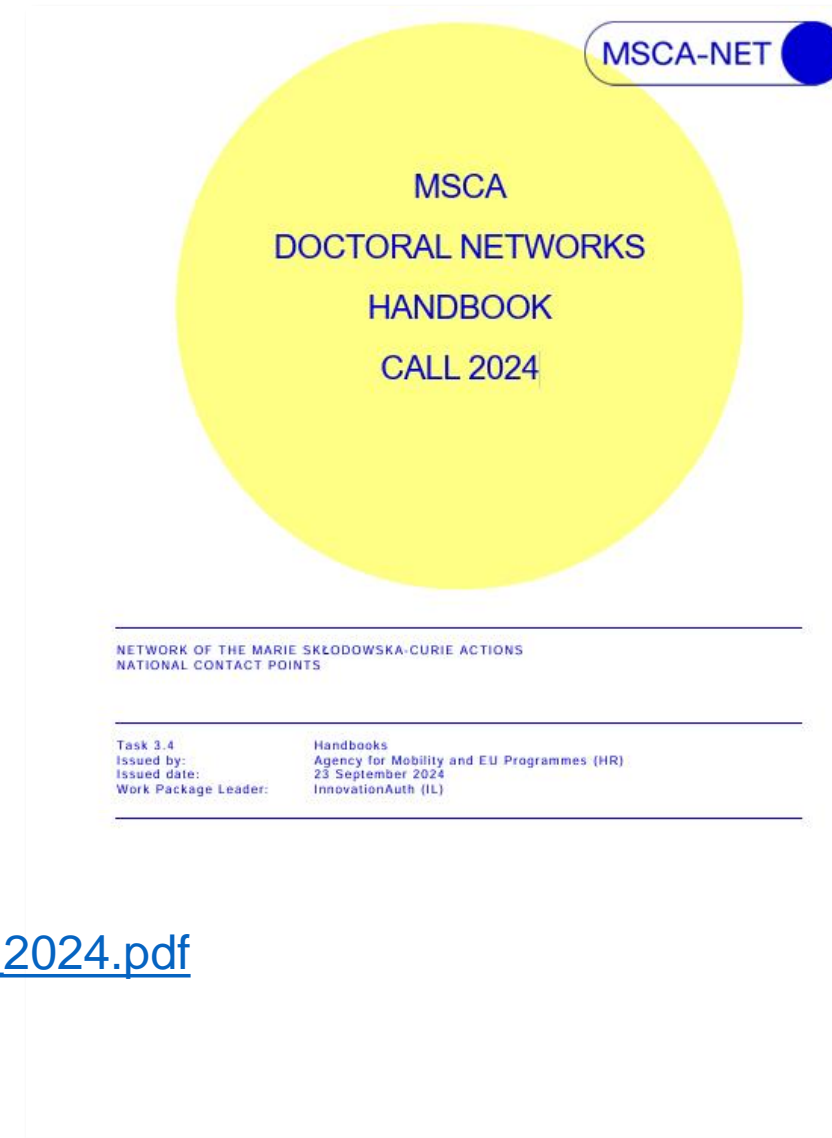 MSCA-NET
MSCA
DOCTORAL NETWORKS
HANDBOOK
CALL 2024
NETWORK OF THE MARIE SKŁODOWSKA-CURIE ACTIONS
NATIONAL CONTACT POINTS
Task 3.4 Handbooks
Issued by: Agency for Mobility and EU Programmes (HR)
Issued date: 23 September 2024
Work Package Leader: InnovationAuth (IL)
_2024.pdf